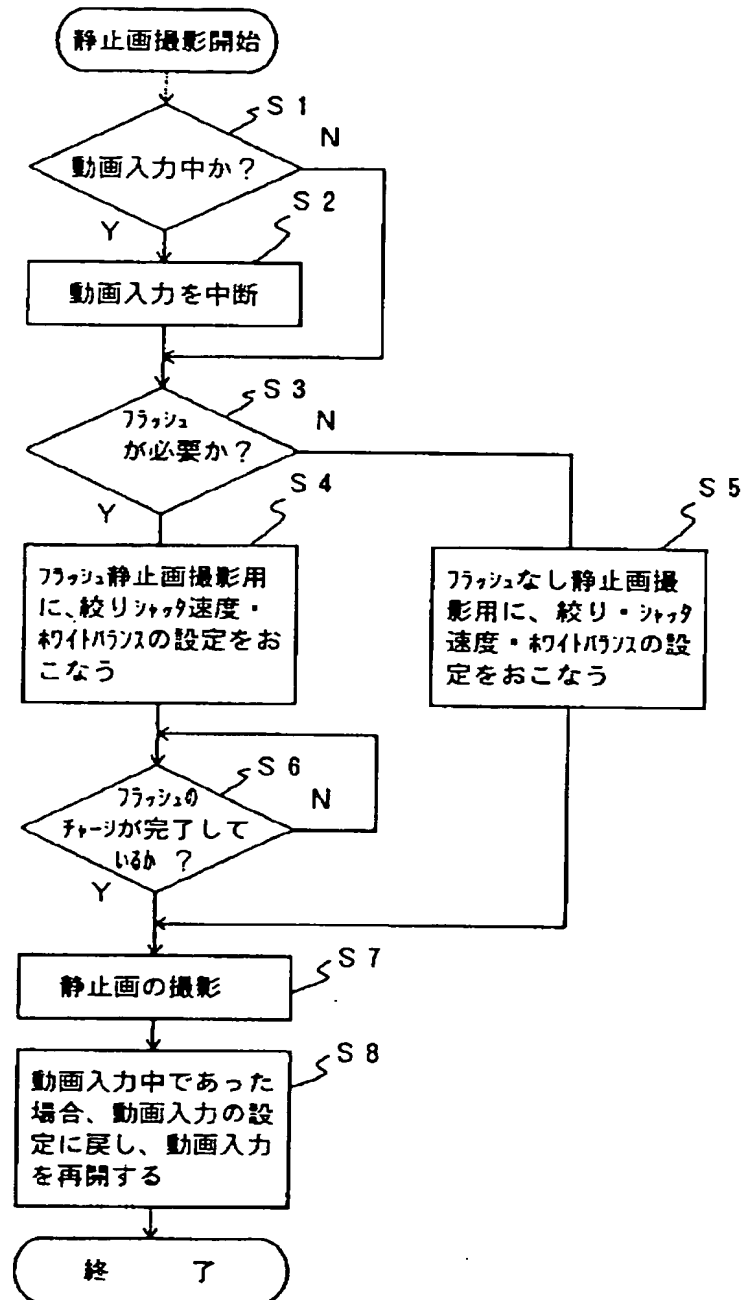 静止画撮影開始
S1
動画入力中か?
N
Y
S2
動画入力を中断
S3
フラッシュ
が必要か?
N
Y
S4
フラッシュ静止画撮影用
に、絞りシャッタ速度・
ホワイトバランスの設定をお
こなう
S5
フラッシュなし静止画撮
影用に、絞り・シャッタ
速度・ホワイトバランスの設
定をおこなう
S6
フラッシュの
チャージが完了して
いるか?
N
Y
S7
静止画の撮影
S8
動画入力中であった
場合、動画入力の設
定に戻し、動画入力
を再開する
終 了